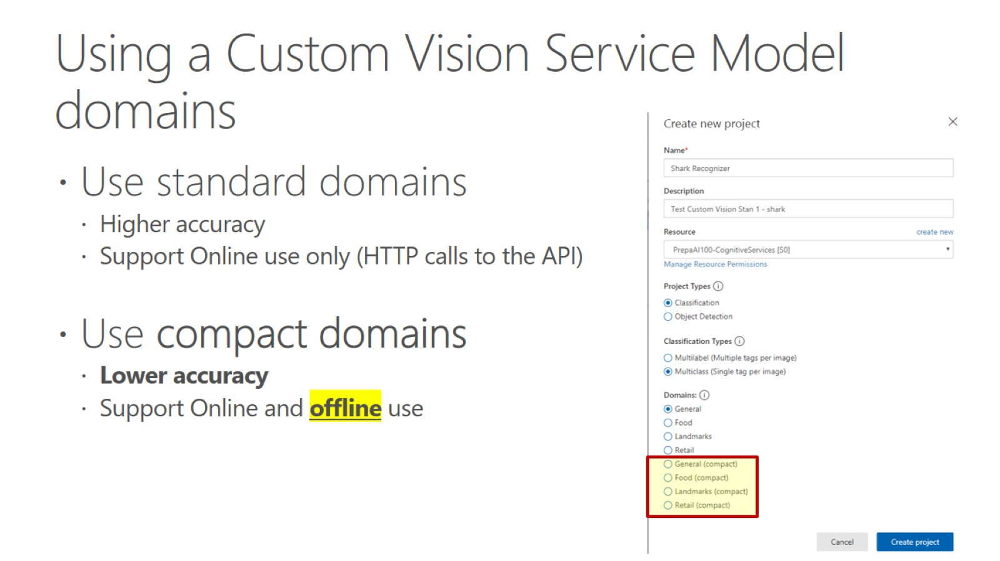 Using a Custom Vision Service Model
domains
• Use standard domains
• Higher accuracy
• Support Online use only (HTTP calls to the API)
• Use compact domains
• Lower accuracy
• Support Online and offline use
Create new project
Name*
Shark Recognizer
Description
Test Custom Vision Stan 1 - shark
Resource create new
PrepaAI100-CognitiveServices [S0]
Manage Resource Permissions
Project Types
Classification
Object Detection
Classification Types
Multilabel (Multiple tags per image)
Multiclass (Single tag per image)
Domains:
General
Food
Landmarks
Retail
General (compact)
Food (compact)
Landmarks (compact)
Retail (compact)
Cancel Create project